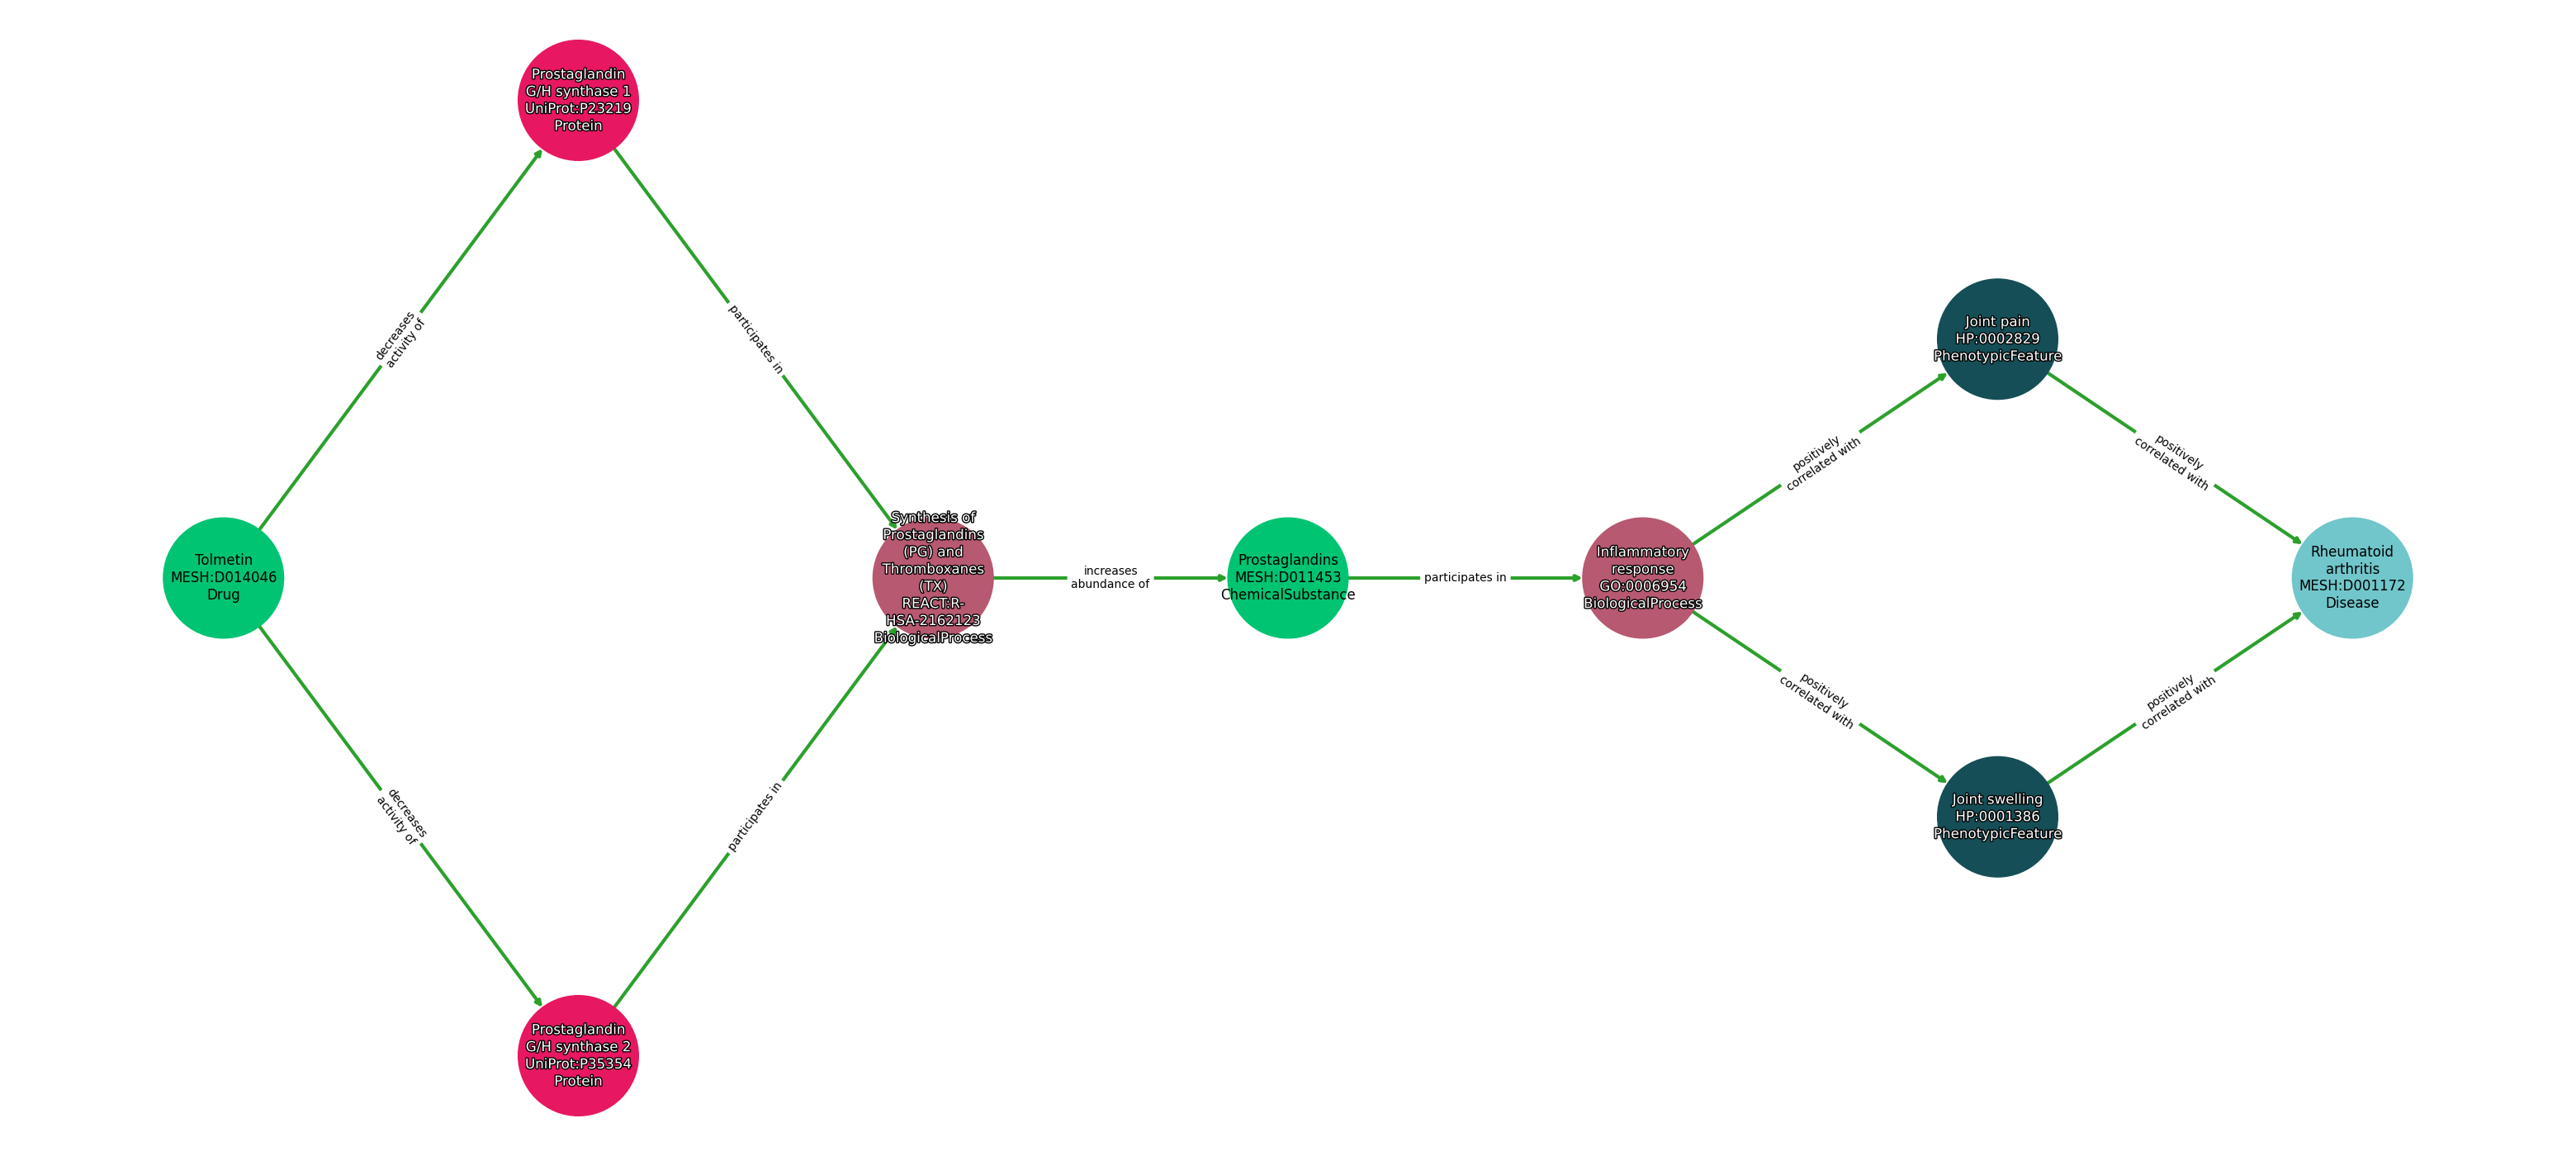 Prostaglandin
G/H synthase 1
UniProt:P23219
Protein
decreases
activity of
participates in
Joint pain
HP:0002829
PhenotypicFeature
positively
correlated with
positively
correlated with
Tolmetin
MESH:D014046
Drug
Synthesis of
Prostaglandins
(PG) and
Thromboxanes
(TX)
REACT:R-
HSA-2162123
BiologicalProcess
increases
abundance of
Prostaglandins
MESH:D011453
ChemicalSubstance
participates in
Inflammatory
response
GO:0006954
BiologicalProcess
Rheumatoid
arthritis
MESH:D001172
Disease
positively
correlated with
positively
correlated with
decreases
activity of
participates in
Joint swelling
HP:0001386
PhenotypicFeature
Prostaglandin
G/H synthase 2
UniProt:P35354
Protein